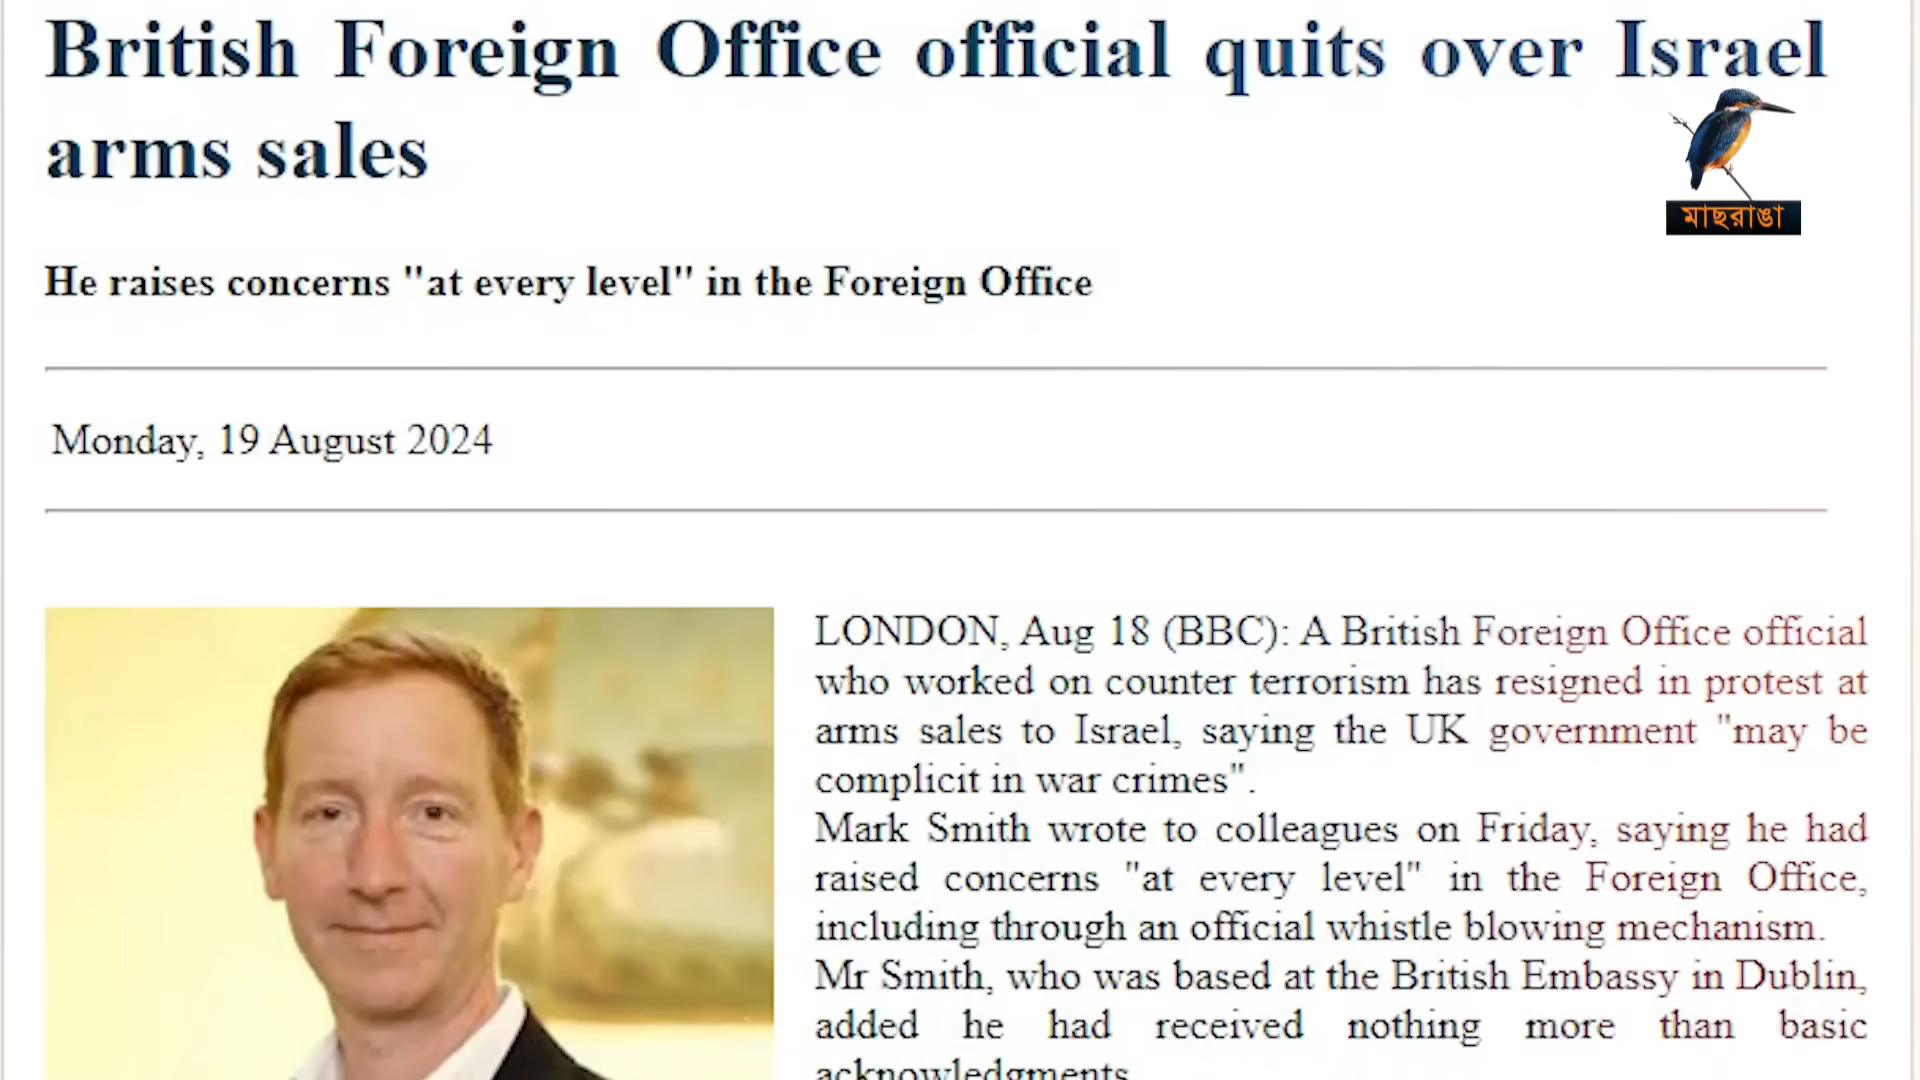 British Foreign Office official quits over Israel
arms sales
মাছরাঙা
He raises concerns "at every level" in the Foreign Office
Monday, 19 August 2024
LONDON, Aug 18 (BBC): A British Foreign Office official
who worked on counter terrorism has resigned in protest at
arms sales to Israel, saying the UK government "may be
complicit in war crimes".
Mark Smith wrote to colleagues on Friday, saying he had
raised concerns "at every level" in the Foreign Office,
including through an official whistle blowing mechanism.
Mr Smith, who was based at the British Embassy in Dublin,
added he had received nothing more than basic
acknowledgments.